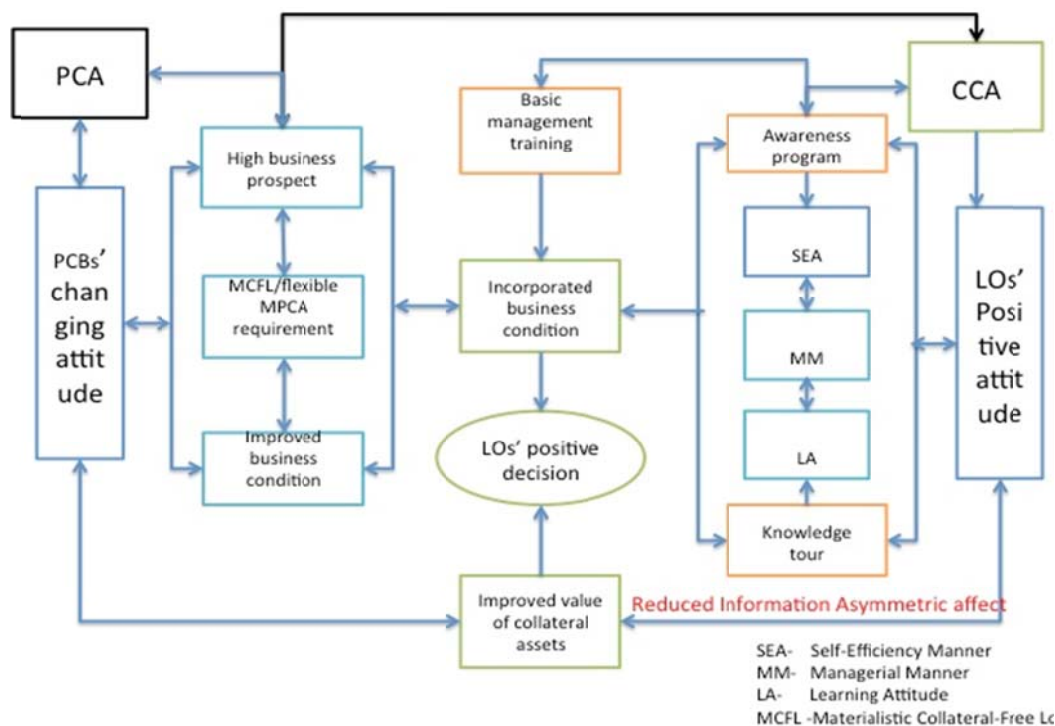 PCA
CCA
Basic
management
training
High business
prospect
Awareness
program
PCBs'
chan
ging
attit
ude
MCFL/flexible
MPCA
requirement
Incorporated
business
condition
SEA
MM
LA
LOs'
Posi
tive
attit
ude
Improved
business
condition
LOs' positive
decision
Knowledge
tour
Improved value
of collateral
assets
Reduced Information Asymmetric affect
SEA- Self-Efficiency Manner
MM- Managerial Manner
LA- Learning Attitude
MCFL -Materialistic Collateral-Free Lo